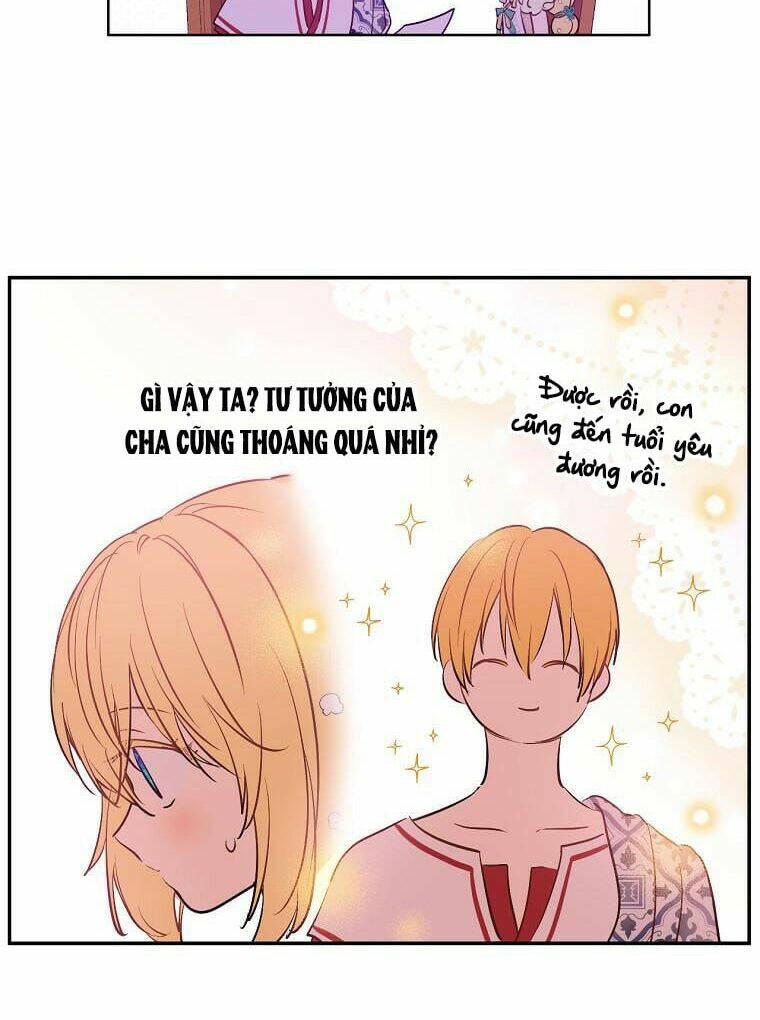 GÌ VẬY TA? TƯ TƯỞNG CỦA
CHA CŨNG THOÁNG QUÁ NHỈ?
Được rồi, con
cũng đến tuổi yêu
đương rồi.